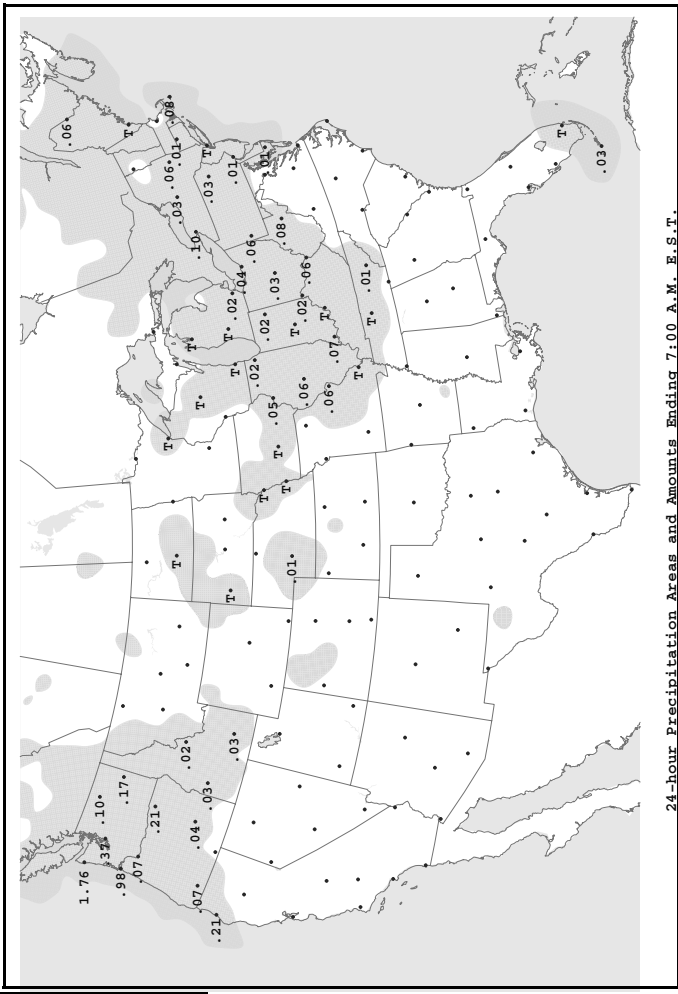 .06
1.76
.10
.37
.98
.17
T
.07
.21
T
.06
.08
T
.01
.03
.02
T
.04
.10
.07
T
T
.03
.03
.21
T
T
.02
.01
.03
T
.04
.06
.02
T
.02
.01
.05
.03
T
.08
T
.01
T
.02
.06
.06
T
.06
.07
T
.01
T
T
.03
24-hour Precipitation Areas and Amounts Ending 7:00 A.M. E.S.T.